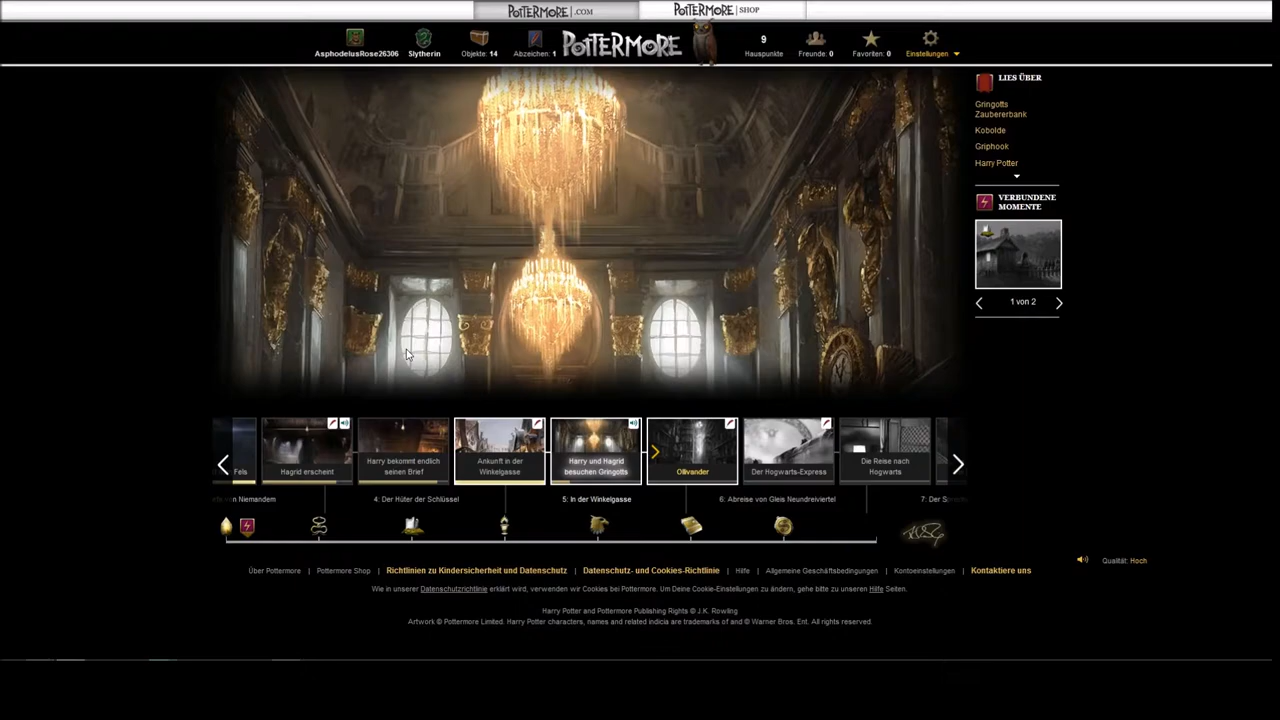 POTTERMORE .COM
POTTERMORE SHOP
AsphodelusRose26306
Slytherin
Objekte: 14
Abzeichen: 1
POTTERMORE
9
Hauspunkte
Freunde: 0
Favoriten: 0
Einstellungen
LIES ÜBER
Gringotts
Zaubererbank
Kobolde
Griphook
Harry Potter
VERBUNDENE
MOMENTE
1 von 2
Fels
Hagrid erscheint
Harry bekommt endlich
seinen Brief
Ankunft in der
Winkelgasse
Harry und Hagrid
besuchen Gringotts
Ollivander
Der Hogwarts-Express
Die Reise nach
Hogwarts
Niemandem
4: Der Hüter der Schlüssel
5: In der Winkelgasse
6: Abreise von Gleis Neundreiviertel
7: Der
Qualität: Hoch
Über Pottermore | Pottermore Shop | Richtlinien zu Kindersicherheit und Datenschutz | Datenschutz- und Cookies-Richtlinie | Hilfe | Allgemeine Geschäftsbedingungen | Kontoeinstellungen | Kontaktiere uns
Wie in unserer Datenschutzrichtlinie erklärt wird, verwenden wir Cookies bei Pottermore. Um Deine Cookie-Einstellungen zu ändern, gehe bitte zu unseren Hilfe Seiten.
Harry Potter and Pottermore Publishing Rights © J.K. Rowling
Artwork © Pottermore Limited. Harry Potter characters, names and related indicia are trademarks of and © Warner Bros. Ent. All rights reserved.